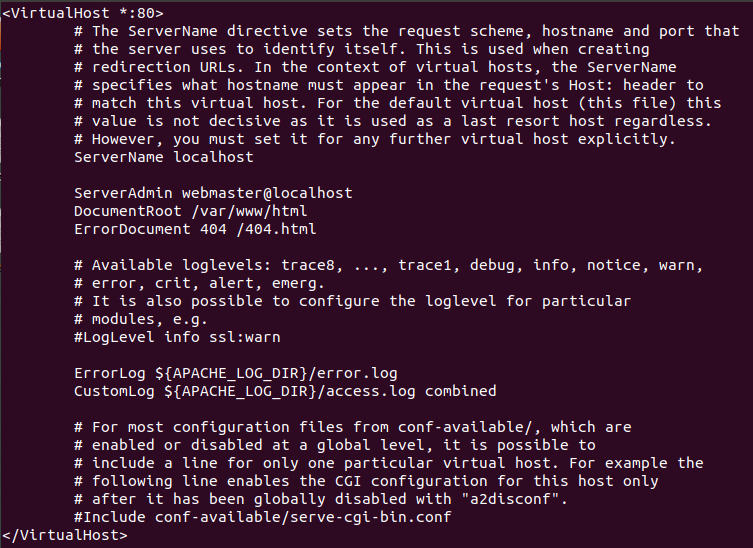 <VirtualHost *:80>
# The ServerName directive sets the request scheme, hostname and port that
# the server uses to identify itself. This is used when creating
# redirection URLs. In the context of virtual hosts, the ServerName
# specifies what hostname must appear in the request's Host: header to
# match this virtual host. For the default virtual host (this file) this
# value is not decisive as it is used as a last resort host regardless.
# However, you must set it for any further virtual host explicitly.
ServerName localhost
ServerAdmin webmaster@localhost
DocumentRoot /var/www/html
ErrorDocument 404 /404.html
# Available loglevels: trace8, ..., trace1, debug, info, notice, warn,
# error, crit, alert, emerg.
# It is also possible to configure the loglevel for particular
# modules, e.g.
#LogLevel info ssl:warn
ErrorLog ${APACHE_LOG_DIR}/error.log
CustomLog ${APACHE_LOG_DIR}/access.log combined
# For most configuration files from conf-available/, which are
# enabled or disabled at a global level, it is possible to
# include a line for only one particular virtual host. For example the
# following line enables the CGI configuration for this host only
# after it has been globally disabled with "a2disconf".
#Include conf-available/serve-cgi-bin.conf
</VirtualHost>